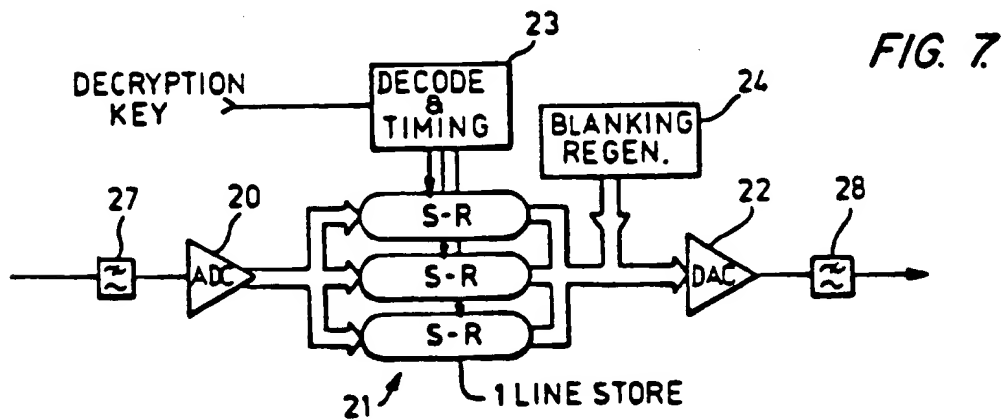 FIG. 7.
23
DECRYPTION
KEY
DECODE
&
TIMING
24
BLANKING
REGEN.
27
20
ADC
S-R
S-R
S-R
22
DAC
28
21
1 LINE STORE